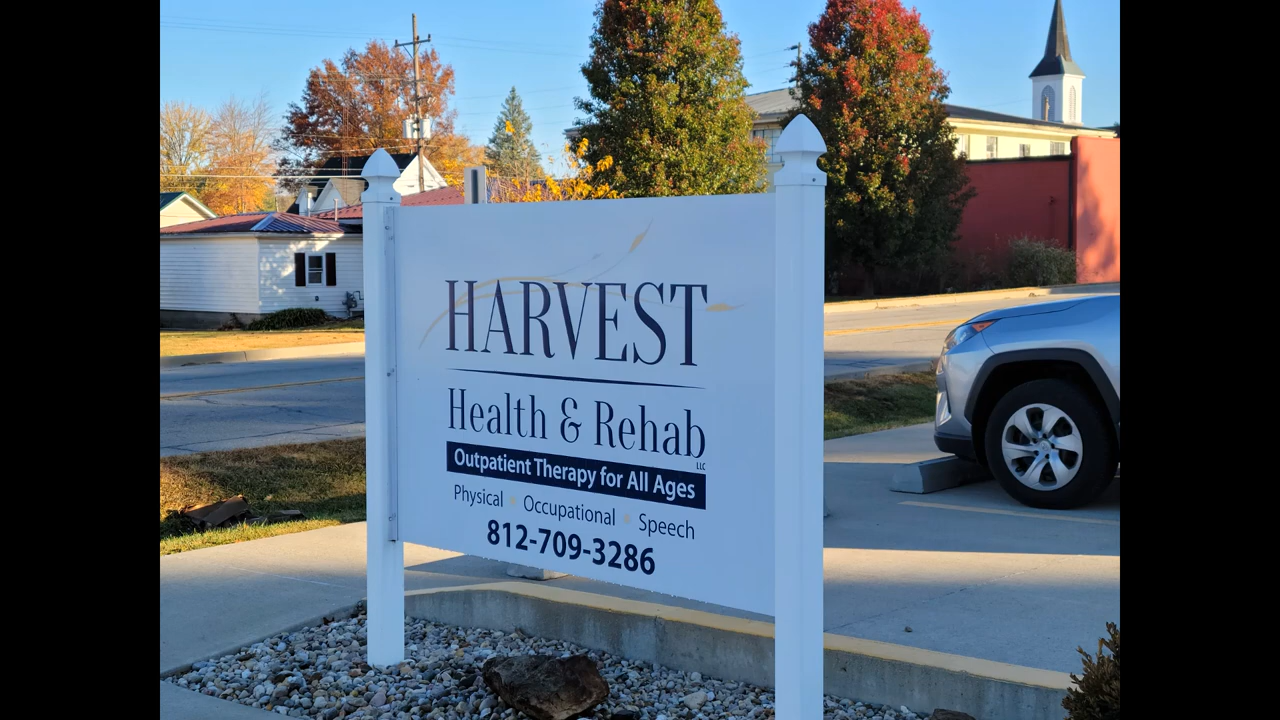 HARVEST
Health & Rehab
LLC
Outpatient Therapy for All Ages
Physical • Occupational • Speech
812-709-3286